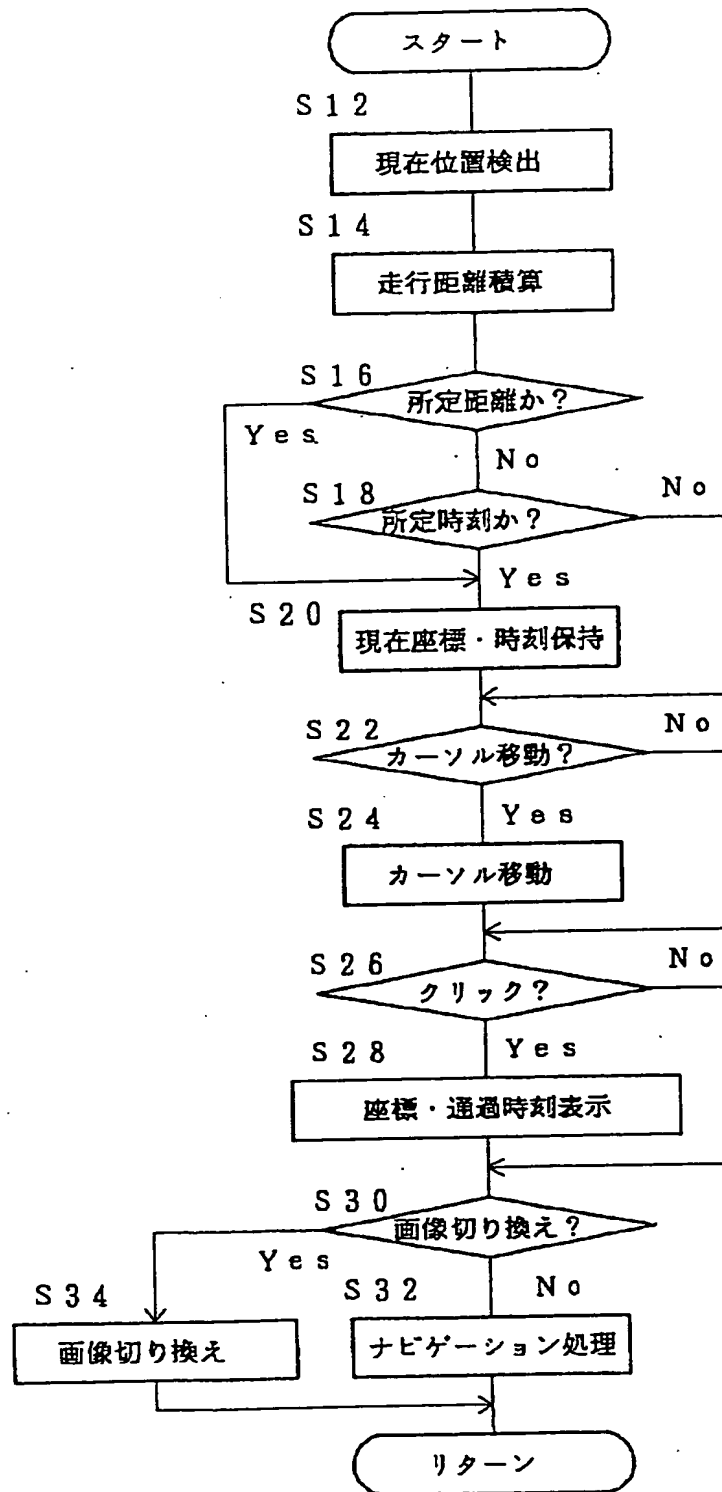 スタート
S12
現在位置検出
S14
走行距離積算
S16
所定距離か？
Yes
No
S18
No
所定時刻か？
Yes
S20
現在座標・時刻保持
S22
No
カーソル移動？
S24
Yes
カーソル移動
S26
No
クリック？
S28
Yes
座標・通過時刻表示
S30
画像切り換え？
Yes
S34
S32
No
画像切り換え
ナビゲーション処理
リターン